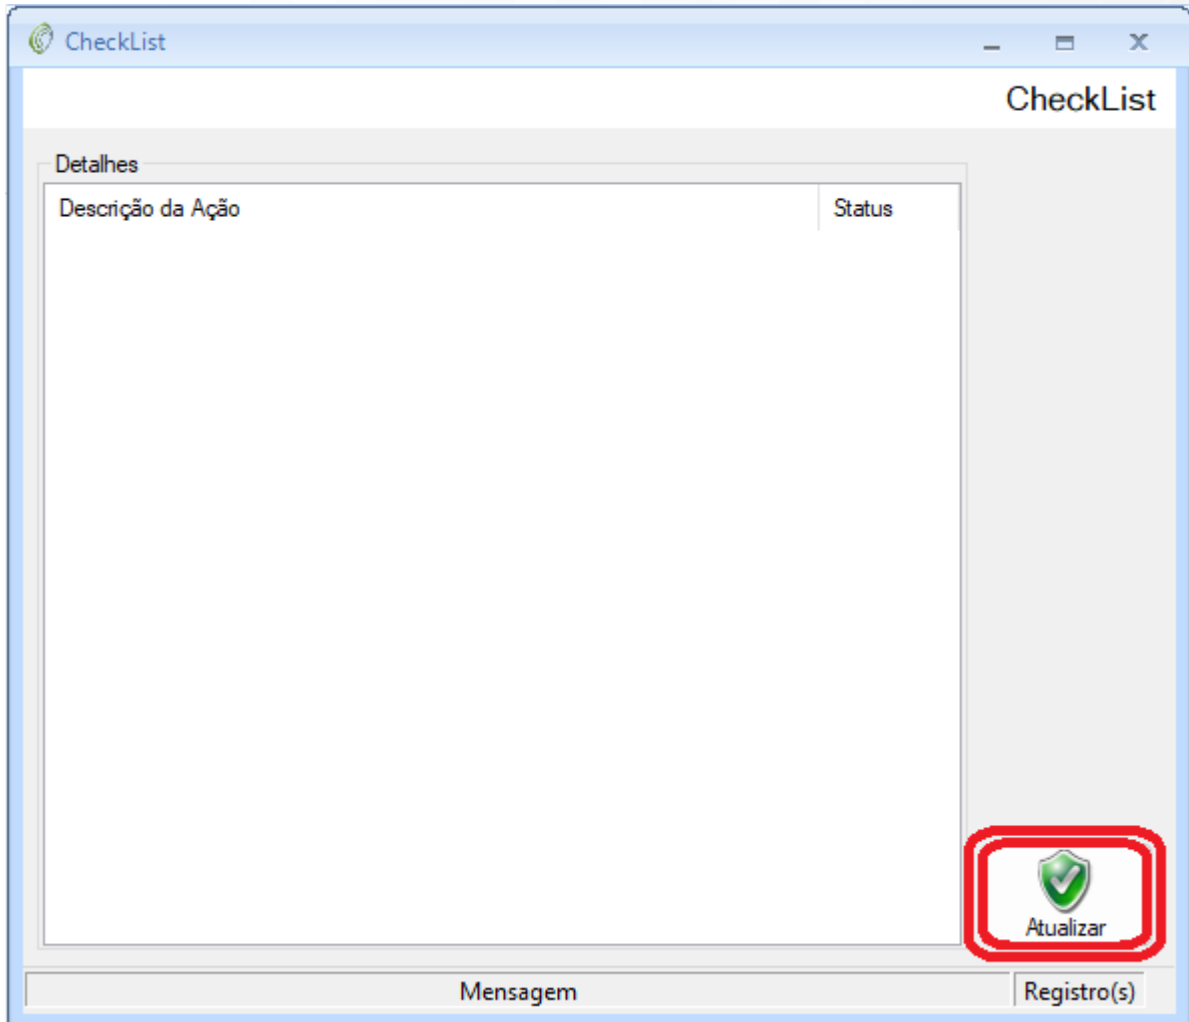 CheckList
CheckList
Detalhes
Descrição da Ação Status
Atualizar
Mensagem Registro(s)